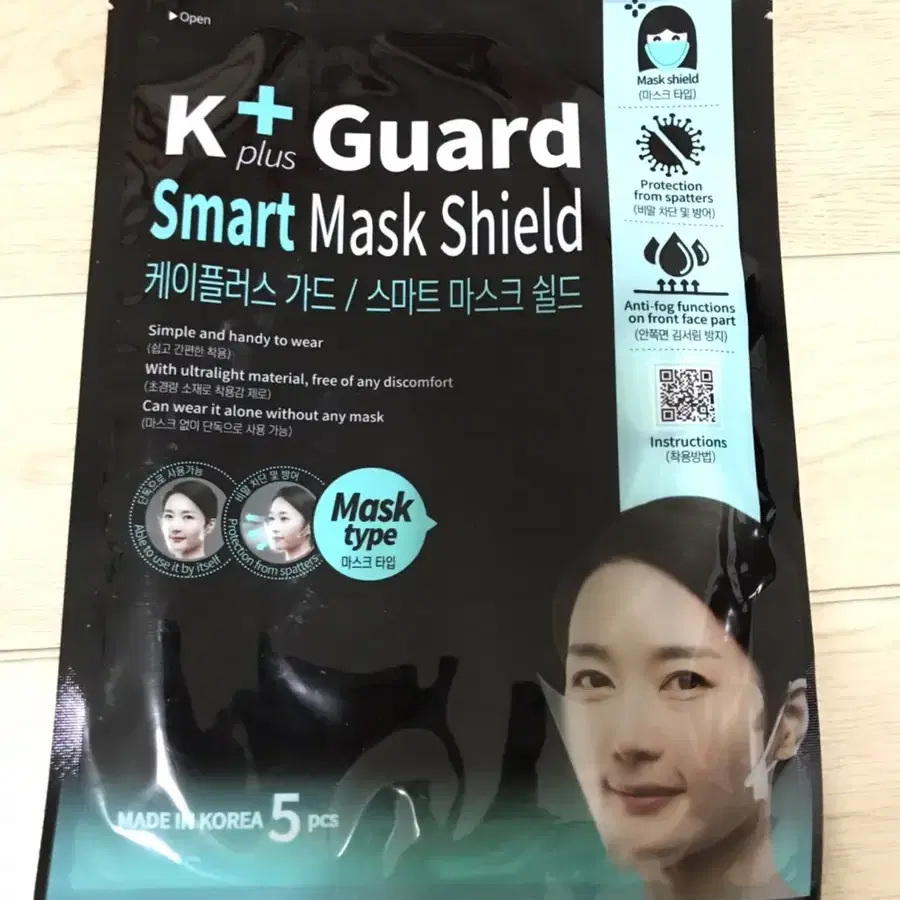 ▶Open
K+ plus Guard
Smart Mask Shield
케이플러스 가드 / 스마트 마스크 쉴드
Simple and handy to wear
(쉽고 간편한 착용)
With ultralight material, free of any discomfort
(초경량 소재로 착용감 제로)
Can wear it alone without any mask
(마스크 없이 단독으로 사용 가능)
단독으로 사용가능
Able to use it by itself
비말 차단 및 방어
Protection from spatters
Mask
type
마스크 타입
MADE IN KOREA 5 pcs
Mask shield
(마스크 타입)
Protection
from spatters
(비말 차단 및 방어)
Anti-fog functions
on front face part
(안쪽면 김서림 방지)
Instructions
(착용방법)